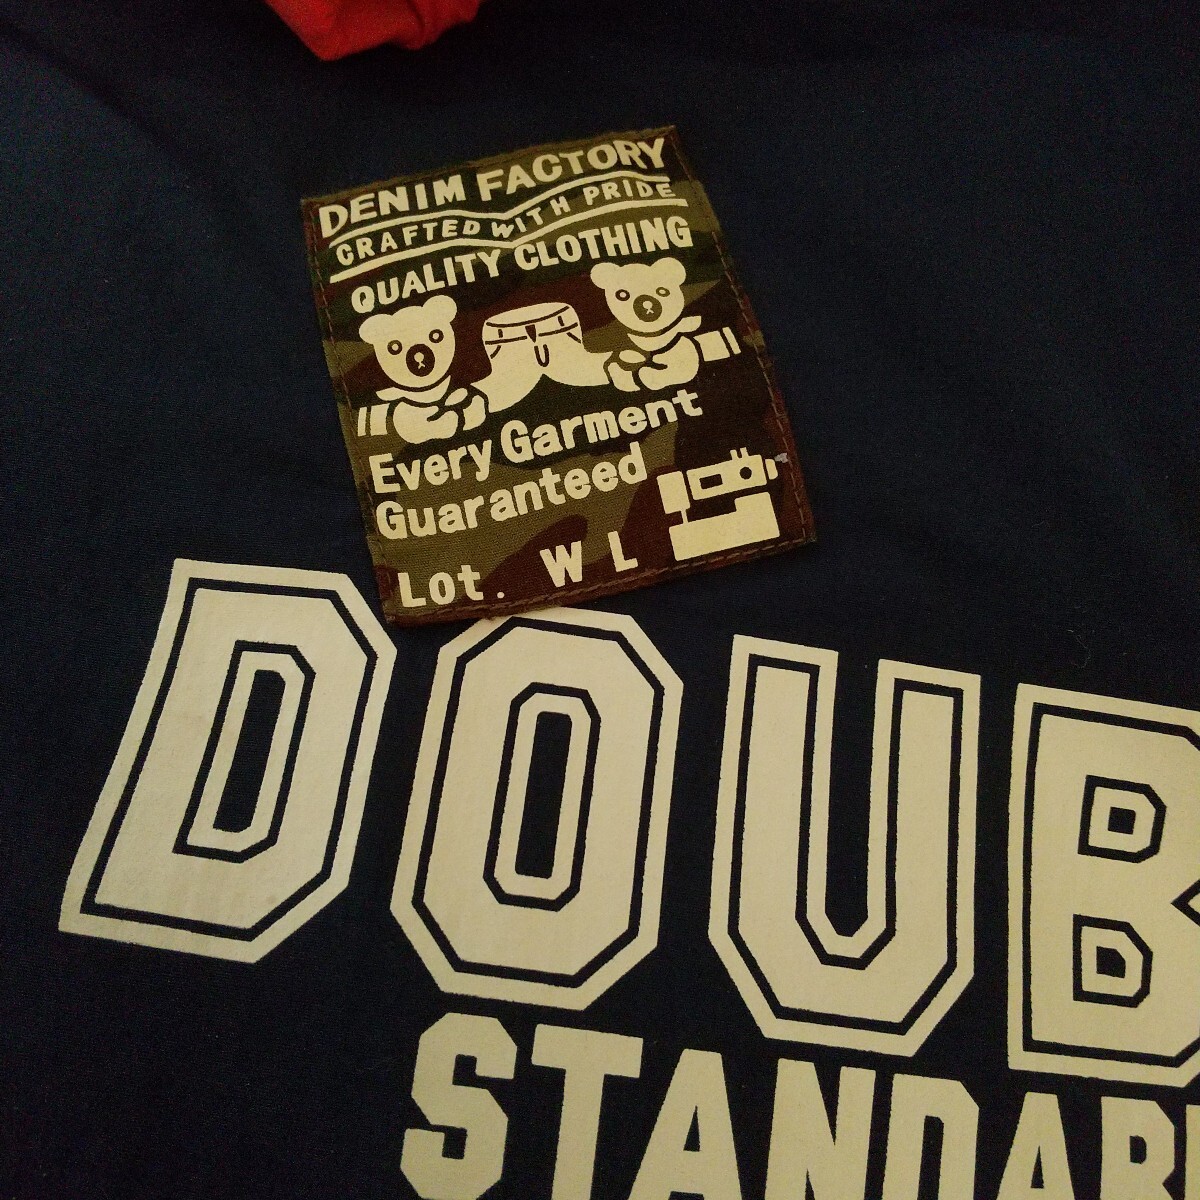 DENIM FACTORY
CRAFTED WITH PRIDE
QUALITY CLOTHING
Every Garment
Guaranteed
Lot. W L
DOUB
STANDAR